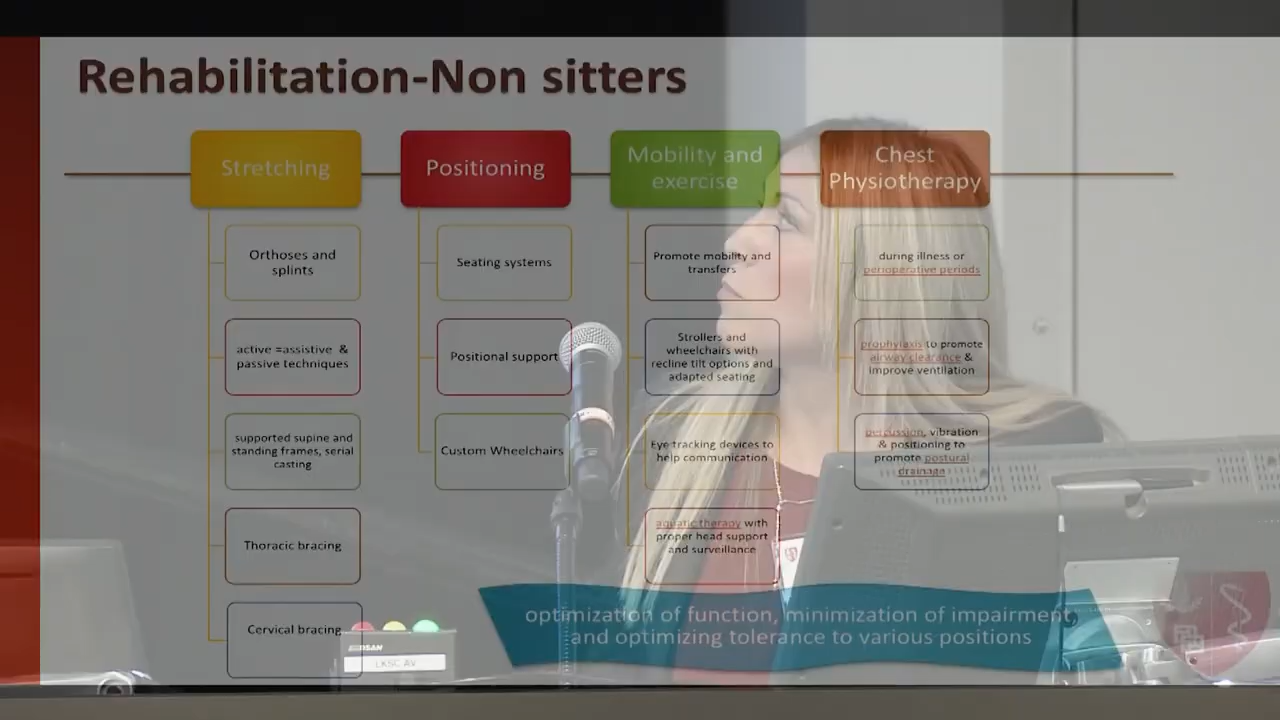 Rehabilitation-Non sitters
Stretching
Orthoses and
splints
active =assistive &
passive techniques
supported supine and
standing frames, serial
casting
Thoracic bracing
Cervical bracing
Positioning
Seating systems
Positional support
Custom Wheelchairs
Mobility and
exercise
Promote mobility and
transfers
Strollers and
wheelchairs with
recline tilt options and
adapted seating
Eye tracking devices to
help communication
aquatic therapy with
proper head support
and surveillance
Chest
Physiotherapy
during illness or
perioperative periods
prophylaxis to promote
airway clearance &
improve ventilation
percussion, vibration
& positioning to
promote postural
drainage
optimization of function, minimization of impairment,
and optimizing tolerance to various positions
LKSC AV